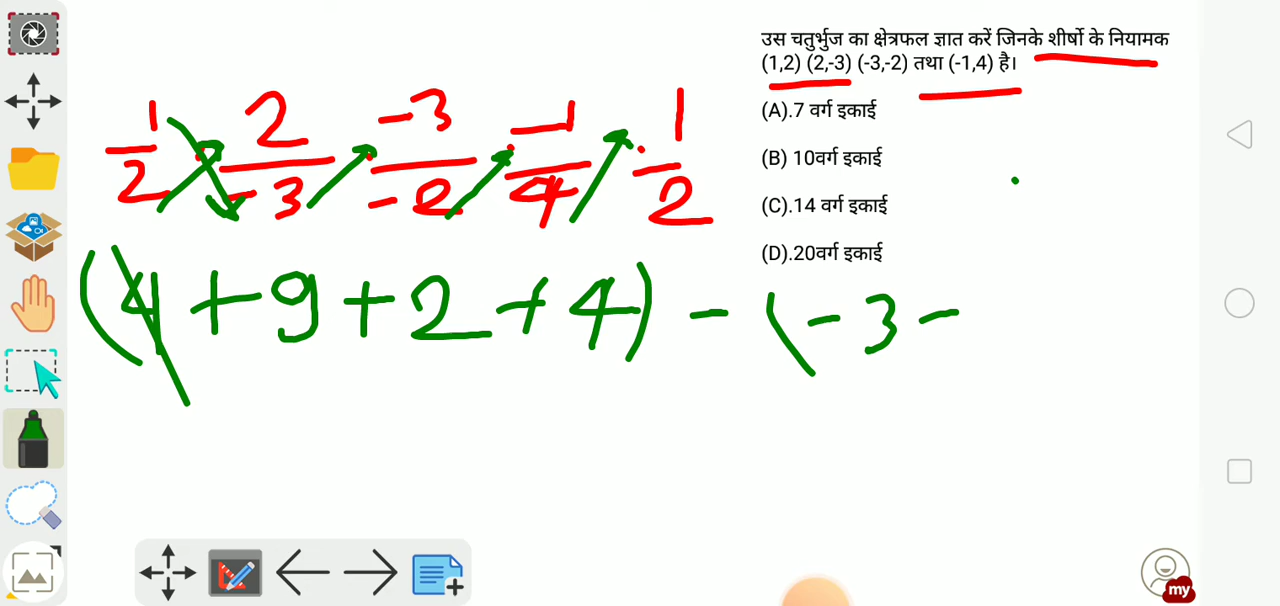 उस चतुर्भुज का क्षेत्रफल ज्ञात करें जिनके शीर्षो के नियामक
(1,2) (2,-3) (-3,-2) तथा (-1,4) है।
(A).7 वर्ग इकाई
(B) 10वर्ग इकाई
(C).14 वर्ग इकाई
(D).20वर्ग इकाई
1 2 -3 -1 1
2 -3 -2 4 2
(4 + 9 + 2 + 4) - (- 3 -
my